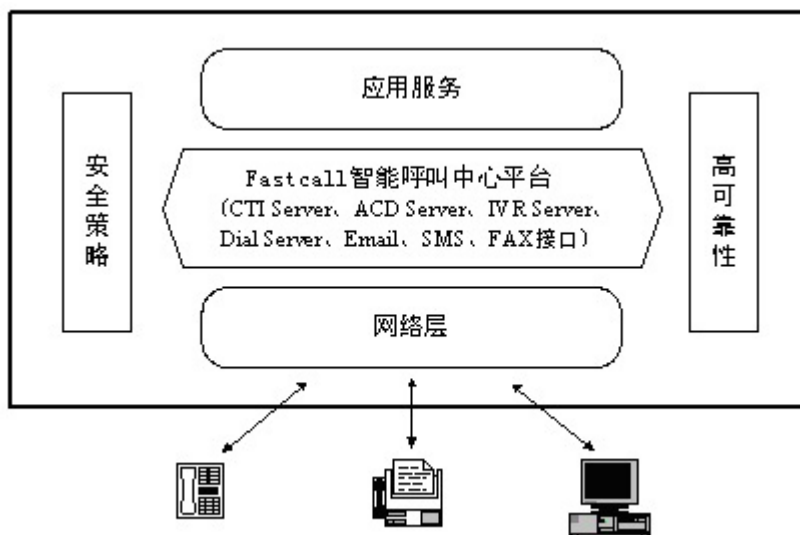 应用服务
安全策略
Fastcall智能呼叫中心平台
(CTI Server、ACD Server、IVR Server、
Dial Server、Email、SMS、FAX接口)
高可靠性
网络层